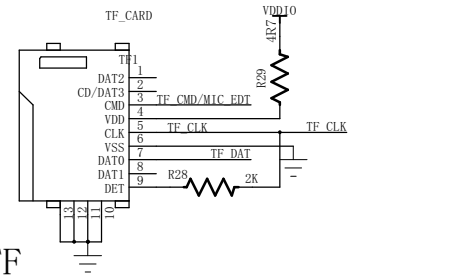 TF_CARD
VDDIO
4R7
R29
TF1
DAT2 1
CD/DAT3 2
CMD 3 TF_CMD/MIC_EDT
VDD 4
CLK 5 TF_CLK TF_CLK
VSS 6
DAT0 7 TF_DAT
DAT1 8
DET 9 R28 2K
13 12 11 10
TF